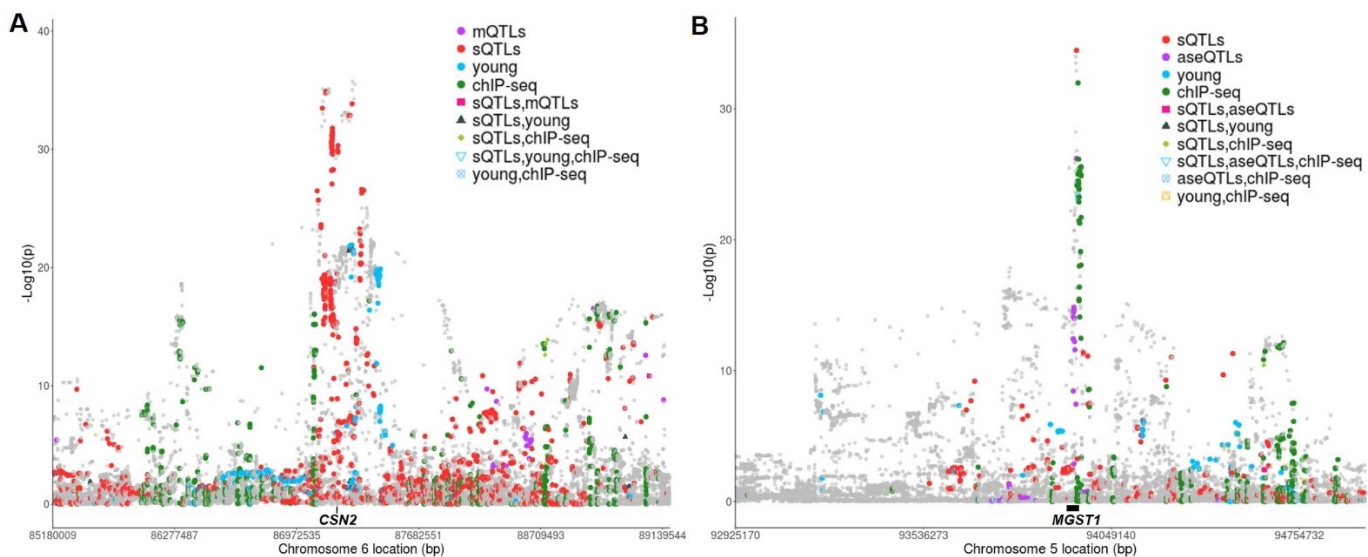 A
40
30
20
10
0
-Log10(p)
mQTLs
sQTLs
young
chIP-seq
sQTLs,mQTLs
sQTLs,young
sQTLs,chIP-seq
sQTLs,young,chIP-seq
young,chIP-seq
CSN2
85180009 86277487 86972535 87682551 88709493 89139544
Chromosome 6 location (bp)
B
30
20
10
0
-Log10(p)
sQTLs
aseQTLs
young
chIP-seq
sQTLs,aseQTLs
sQTLs,young
sQTLs,chIP-seq
sQTLs,aseQTLs,chIP-seq
aseQTLs,chIP-seq
young,chIP-seq
MGST1
92925170 93536273 94049140 94754732
Chromosome 5 location (bp)